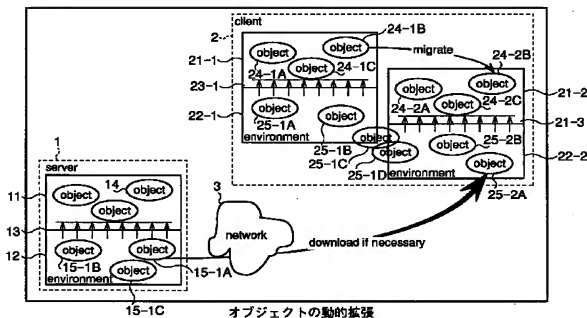 2
client
24-1B
object
21-1
object
object
migrate
24-2B
24-1A
24-1C
object
23-1
object
24-2A
object
24-2C
21-2
22-1
object
25-1A
21-3
environment
object
25-1B
25-1C
25-1D
object
25-2B
22-2
environment
object
25-2A
1
server
11
14
object
object
object
3
network
13
12
object
15-1B
object
15-1A
environment
object
15-1C
download if necessary
オブジェクトの動的拡張